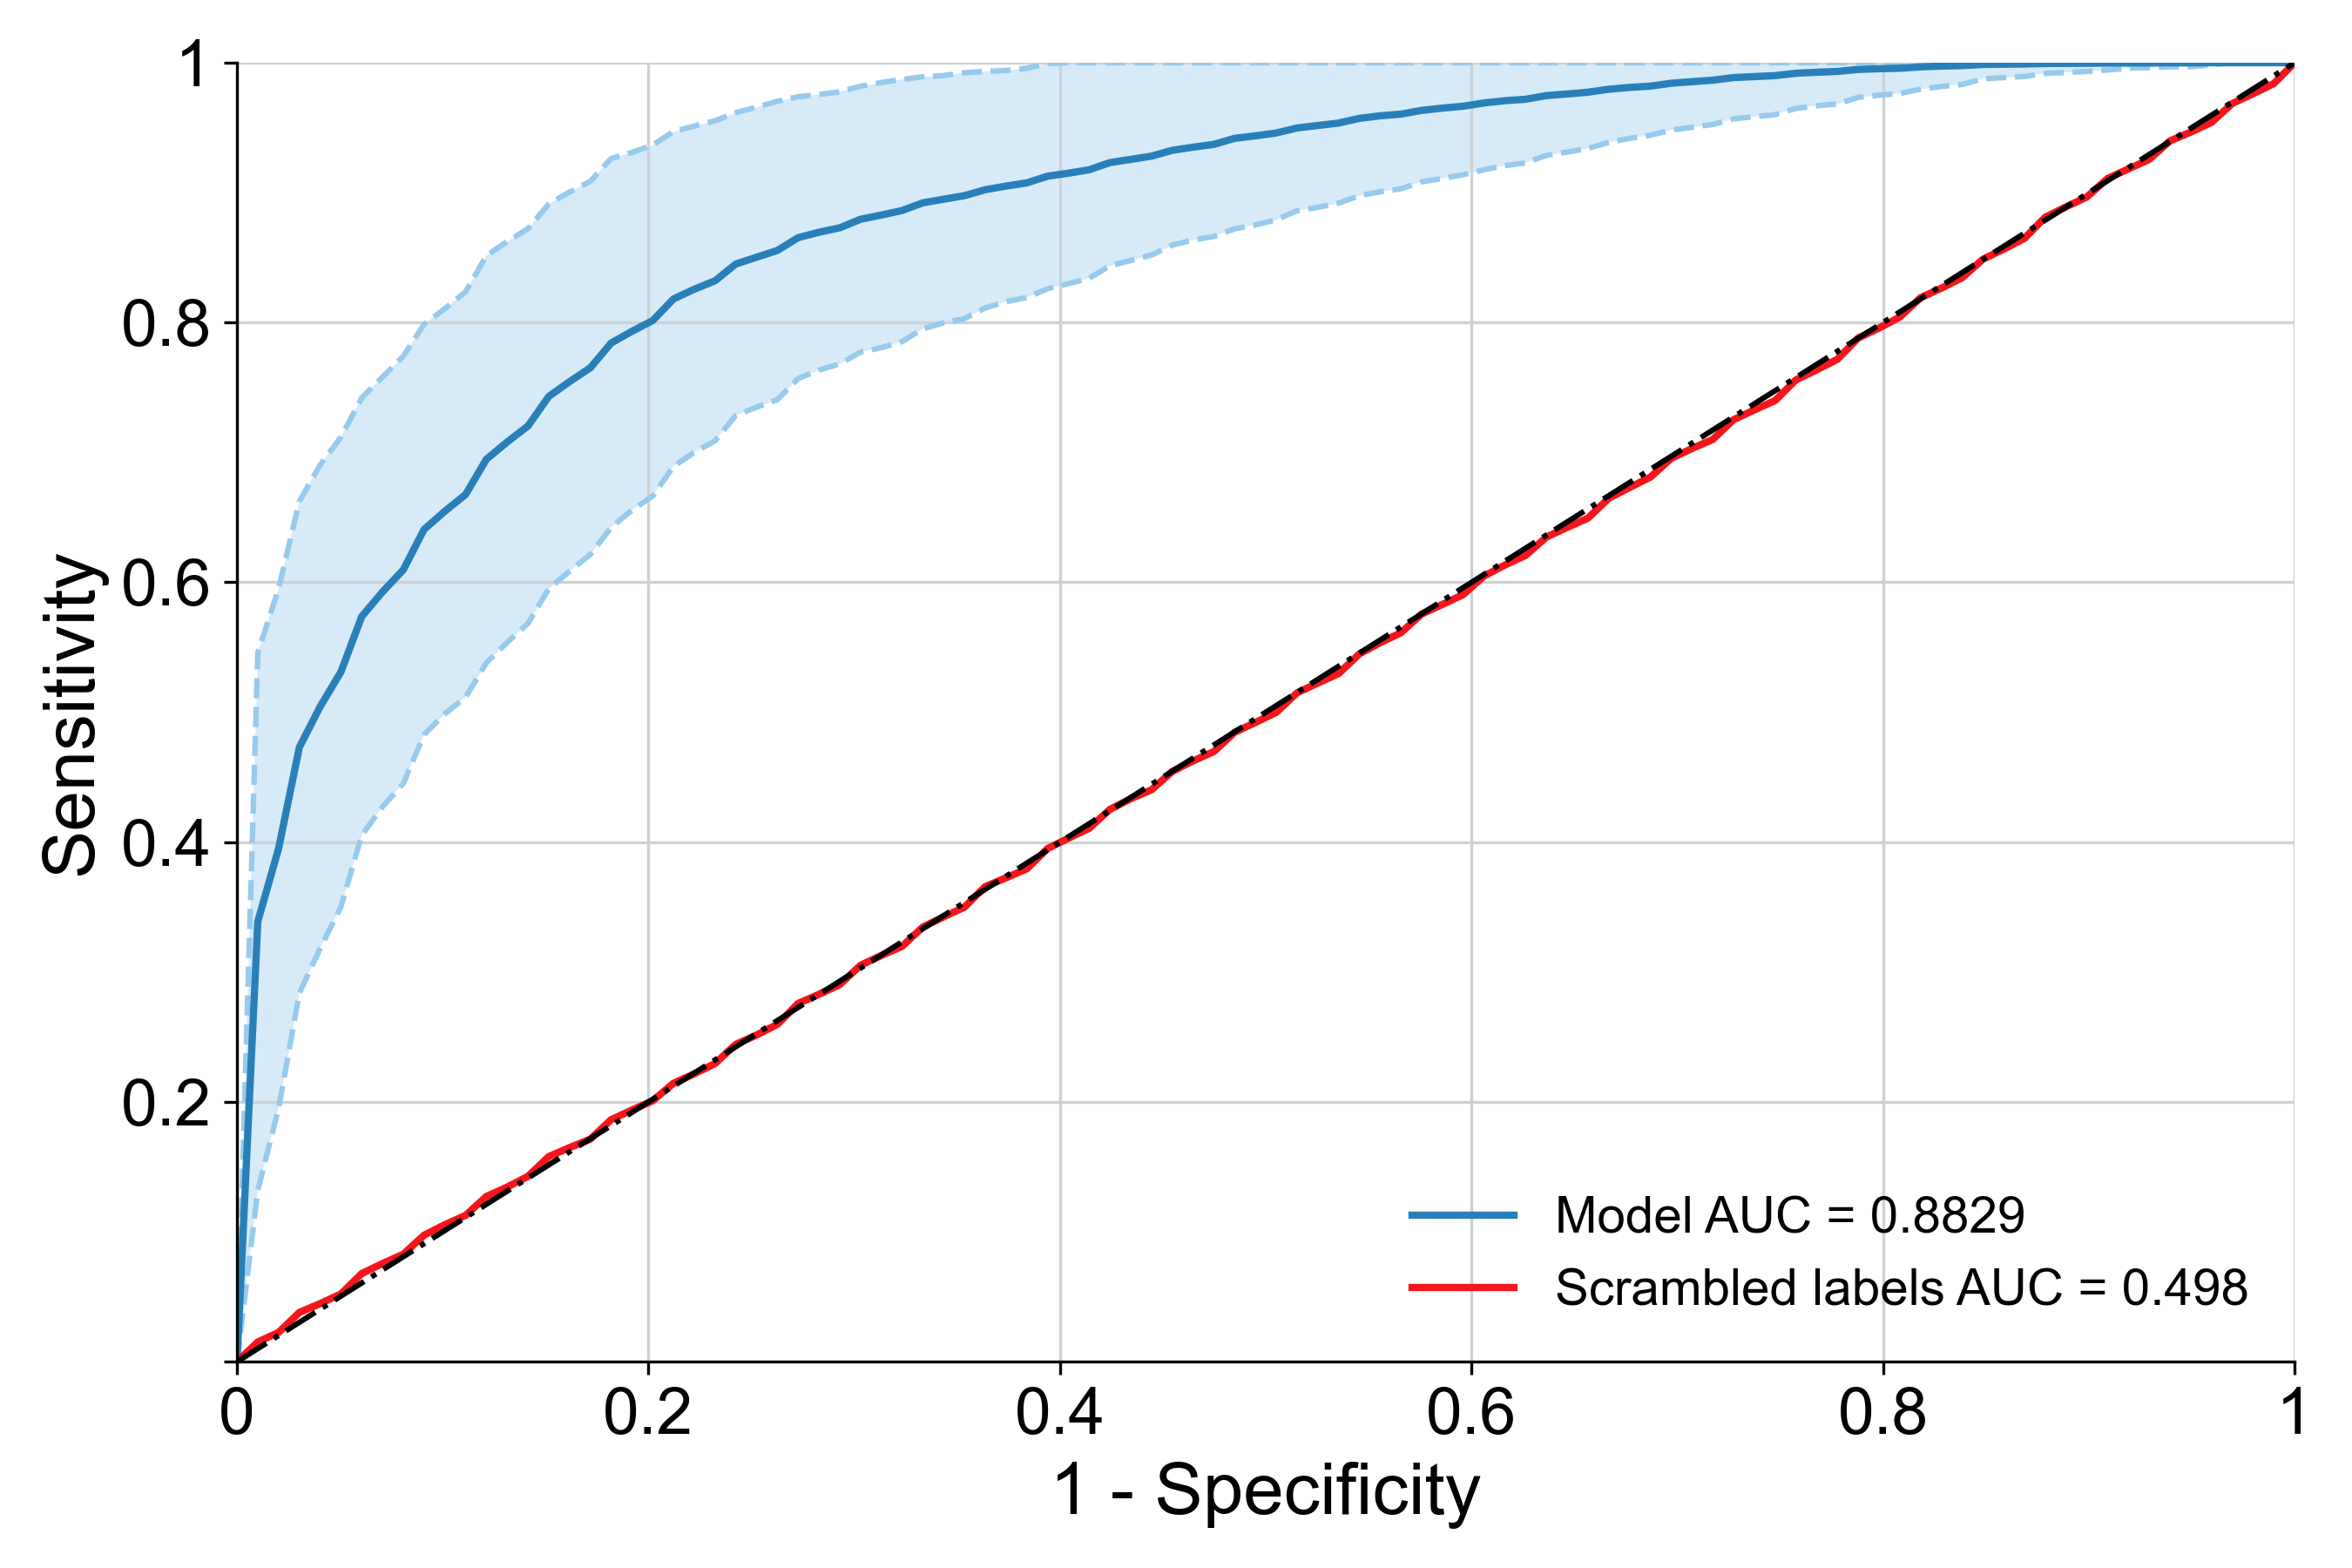 1
0.8
0.6
0.4
0.2
Sensitivity
Model AUC = 0.8829
Scrambled labels AUC = 0.498
0 0.2 0.4 0.6 0.8 1
1 - Specificity